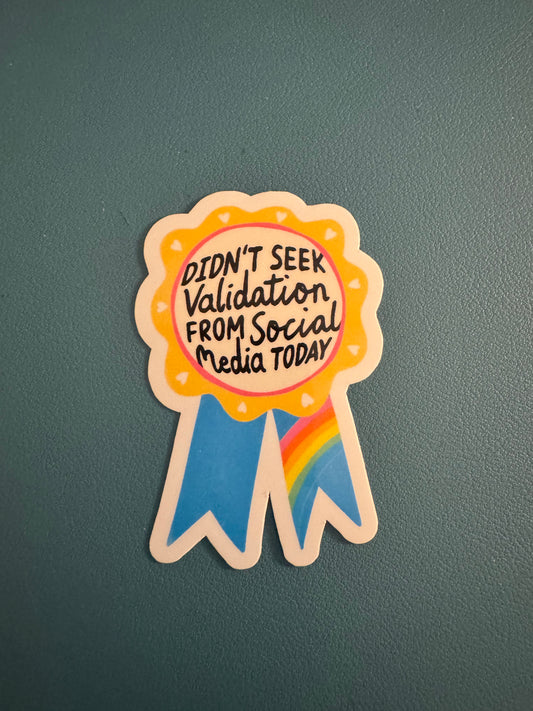 DIDN'T SEEK
Validation
FROM Social
Media TODAY